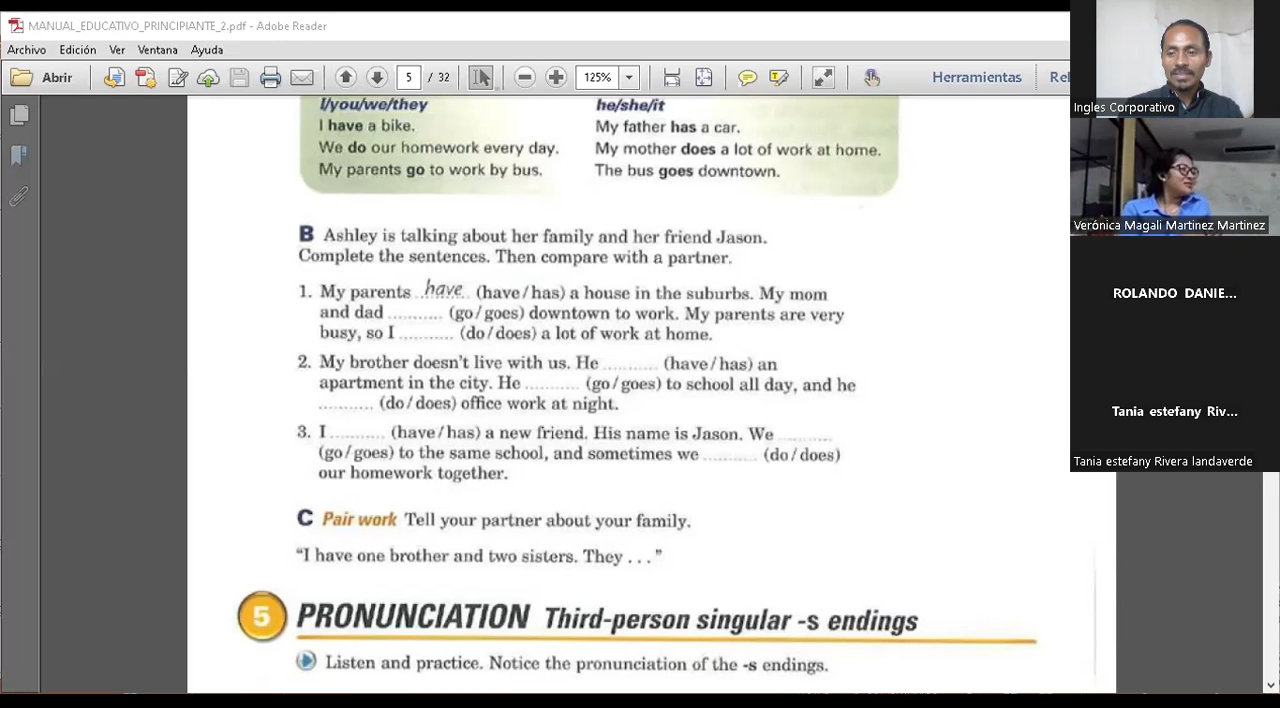 MANUAL_EDUCATIVO_PRINCIPIANTE_2.pdf - Adobe Reader
Archivo Edición Ver Ventana Ayuda
Abrir 5 / 32 125% Herramientas
I/you/we/they he/she/it
I have a bike. My father has a car.
We do our homework every day. My mother does a lot of work at home.
My parents go to work by bus. The bus goes downtown.
B Ashley is talking about her family and her friend Jason.
Complete the sentences. Then compare with a partner.
1. My parents ..have.. (have/has) a house in the suburbs. My mom
and dad ........... (go/goes) downtown to work. My parents are very
busy, so I ........... (do/does) a lot of work at home.
2. My brother doesn't live with us. He ........... (have/has) an
apartment in the city. He ........... (go/goes) to school all day, and he
........... (do/does) office work at night.
3. I ........... (have/has) a new friend. His name is Jason. We ...........
(go/goes) to the same school, and sometimes we ........... (do/does)
our homework together.
C Pair work Tell your partner about your family.
"I have one brother and two sisters. They . . . "
5 PRONUNCIATION Third-person singular -s endings
Listen and practice. Notice the pronunciation of the -s endings.
Ingles Corporativo
Verónica Magali Martinez Martinez
ROLANDO DANIE...
Tania estefany Riv...
Tania estefany Rivera landaverde